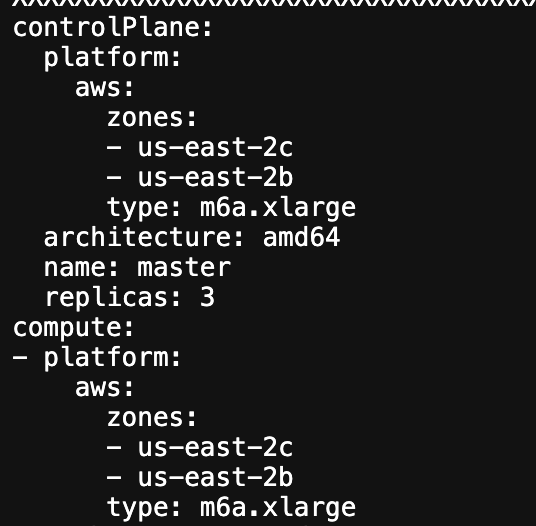 controlPlane:
  platform:
    aws:
      zones:
      - us-east-2c
      - us-east-2b
      type: m6a.xlarge
  architecture: amd64
  name: master
  replicas: 3
compute:
- platform:
    aws:
      zones:
      - us-east-2c
      - us-east-2b
      type: m6a.xlarge